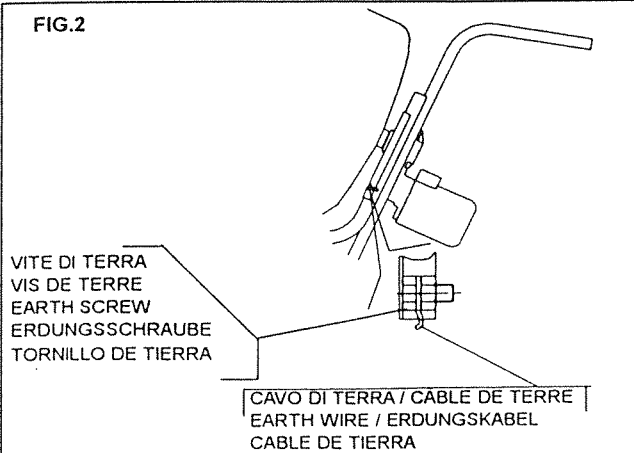 FIG.2
VITE DI TERRA
VIS DE TERRE
EARTH SCREW
ERDUNGSSCHRAUBE
TORNILLO DE TIERRA
CAVO DI TERRA / CABLE DE TERRE
EARTH WIRE / ERDUNGSKABEL
CABLE DE TIERRA